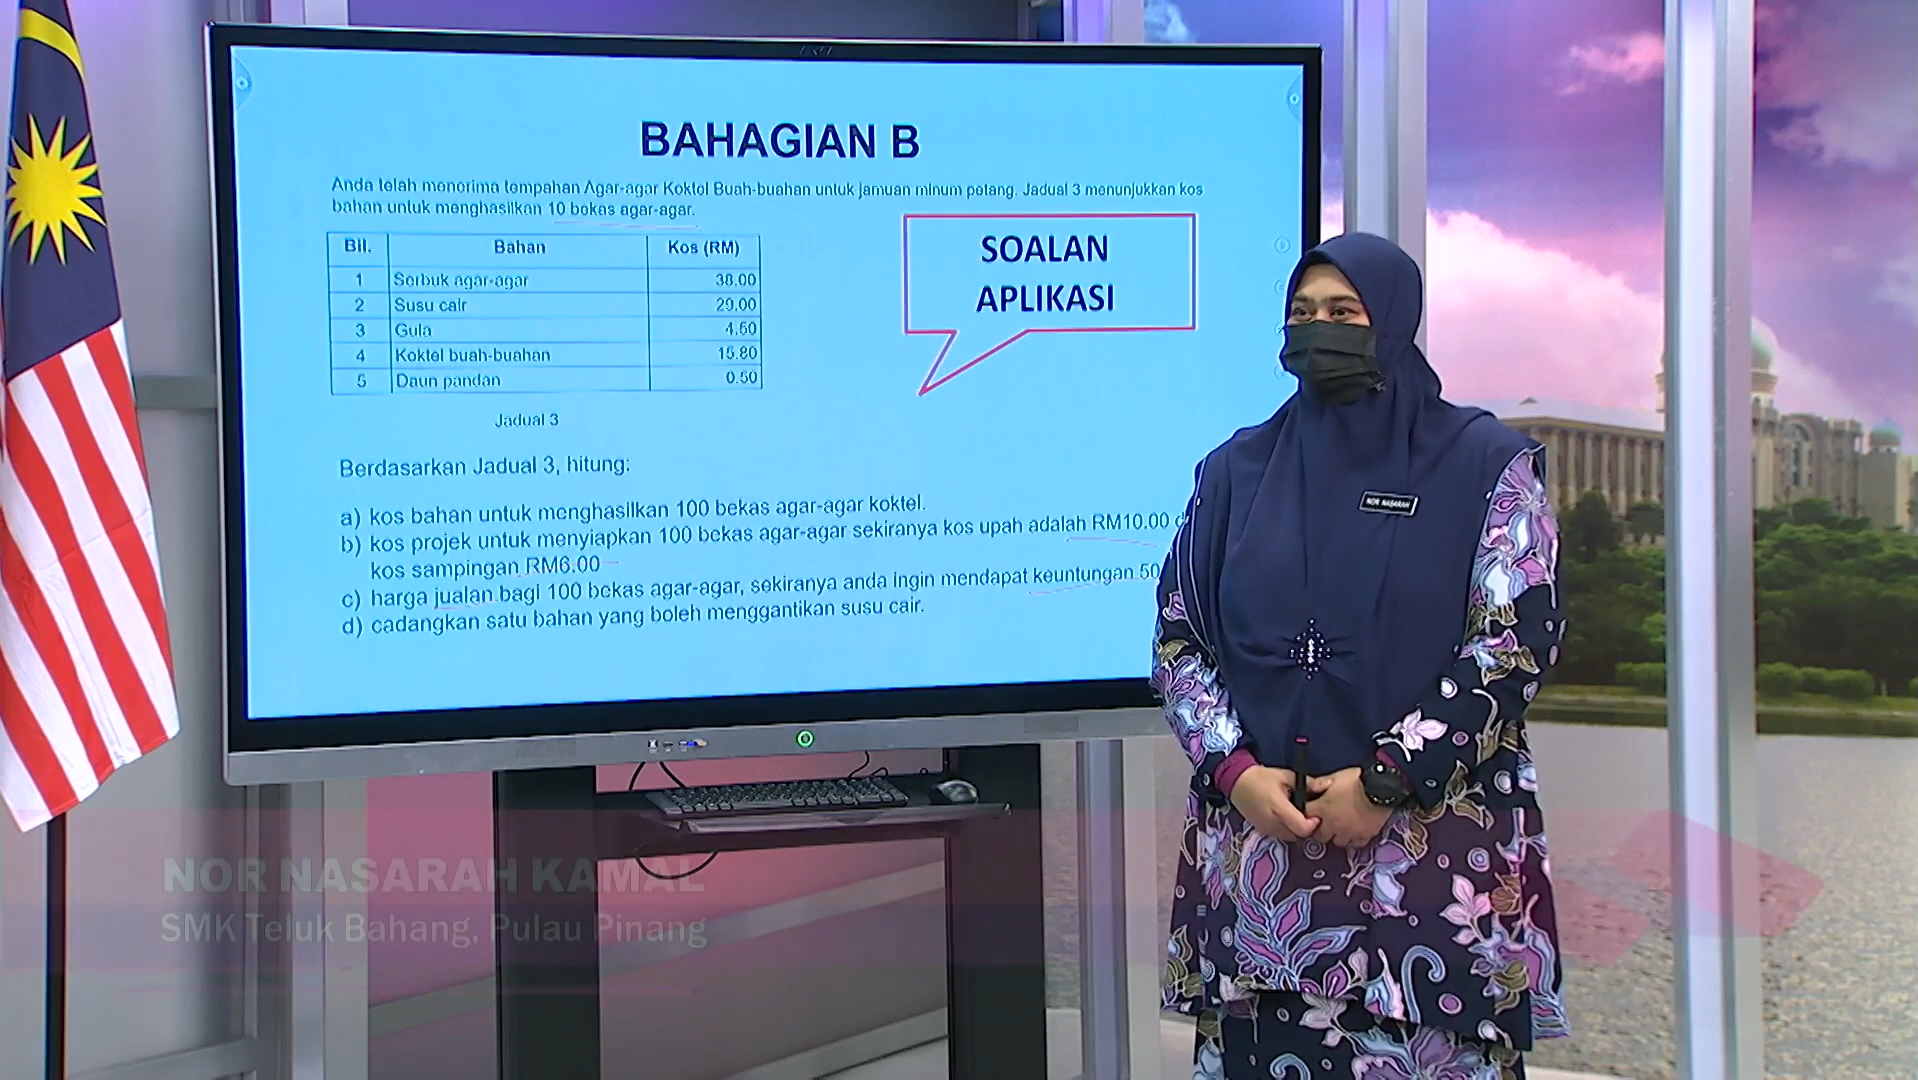 BAHAGIAN B
Anda telah menerima tempahan Agar-agar Koktel Buah-buahan untuk jamuan minum petang. Jadual 3 menunjukkan kos
bahan untuk menghasilkan 10 bekas agar-agar.
Bil. Bahan Kos (RM)
1 Serbuk agar-agar 38.00
2 Susu cair 29.00
3 Gula 4.50
4 Koktel buah-buahan 15.80
5 Daun pandan 0.50
Jadual 3
SOALAN
APLIKASI
Berdasarkan Jadual 3, hitung:
a) kos bahan untuk menghasilkan 100 bekas agar-agar koktel.
b) kos projek untuk menyiapkan 100 bekas agar-agar sekiranya kos upah adalah RM10.00
kos sampingan RM6.00
c) harga jualan bagi 100 bekas agar-agar, sekiranya anda ingin mendapat keuntungan 50
d) cadangkan satu bahan yang boleh menggantikan susu cair.
NOR NASARAH
NOR NASARAH KAMAL
SMK Teluk Bahang, Pulau Pinang